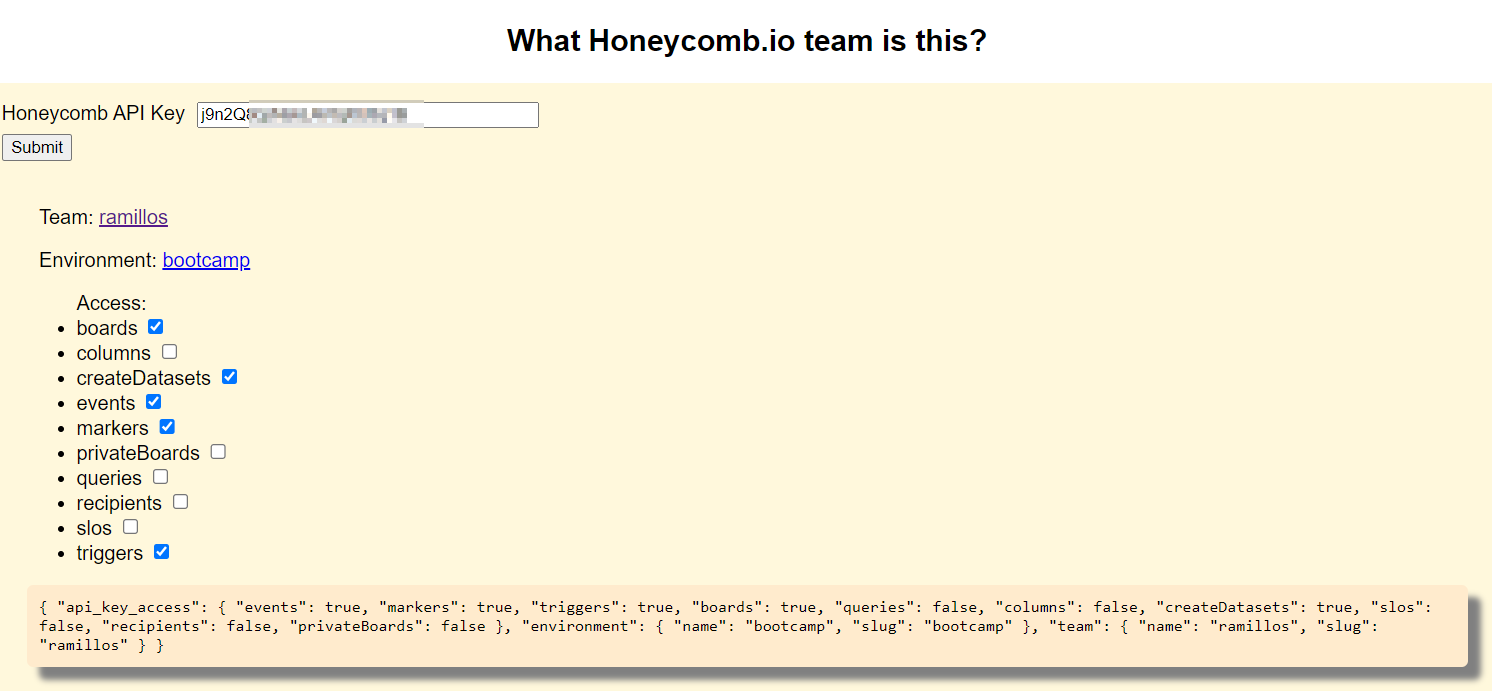 What Honeycomb.io team is this?
Honeycomb API Key j9n2Q
Submit
Team: ramillos
Environment: bootcamp
Access:
boards
columns
createDatasets
events
markers
privateBoards
queries
recipients
slos
triggers
{ "api_key_access": { "events": true, "markers": true, "triggers": true, "boards": true, "queries": false, "columns": false, "createDatasets": true, "slos":
false, "recipients": false, "privateBoards": false }, "environment": { "name": "bootcamp", "slug": "bootcamp" }, "team": { "name": "ramillos", "slug":
"ramillos" } }